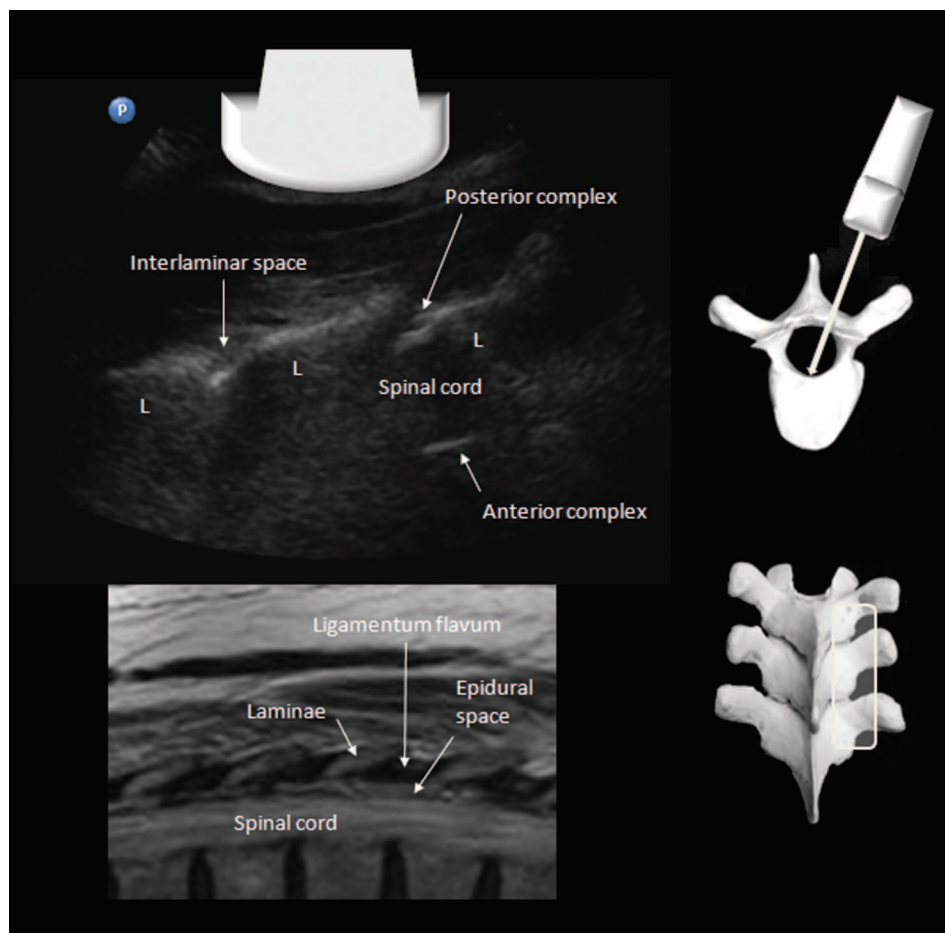 P
Posterior complex
Interlaminar space
L
L
Spinal cord
L
Anterior complex
Ligamentum flavum
Epidural
space
Laminae
Spinal cord